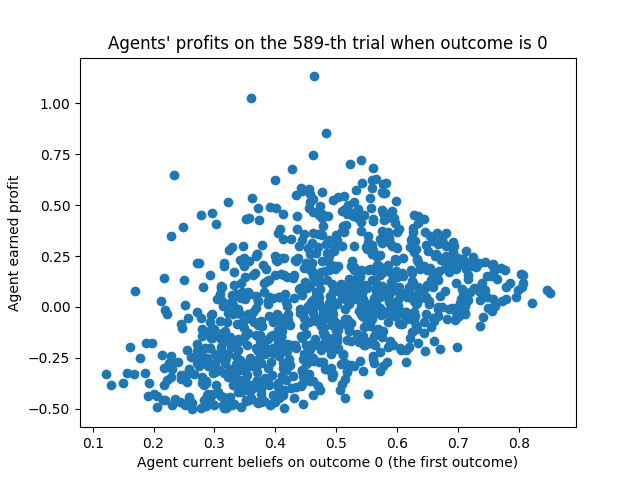 Agents' profits on the 589-th trial when outcome is 0
1.00
0.75
0.50
0.25
0.00
−0.25
−0.50
Agent earned profit
0.1 0.2 0.3 0.4 0.5 0.6 0.7 0.8
Agent current beliefs on outcome 0 (the first outcome)